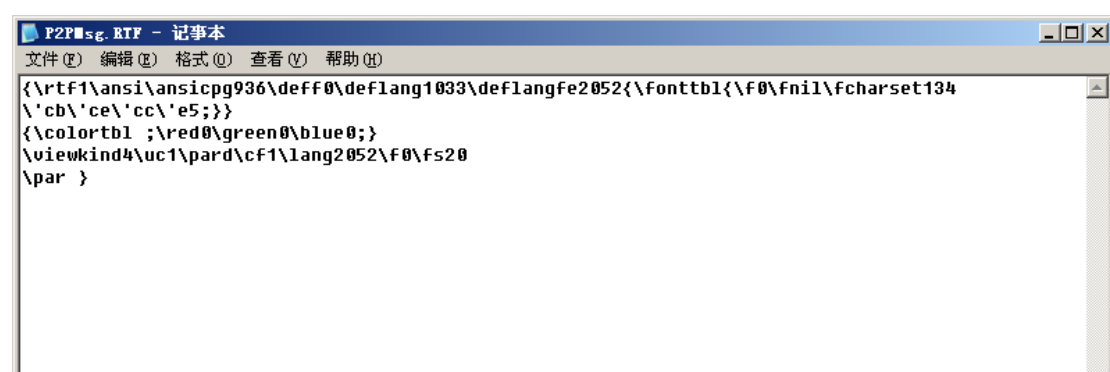 P2PMsg.RTF - 记事本
文件(F) 编辑(E) 格式(O) 查看(V) 帮助(H)
{\rtf1\ansi\ansicpg936\deff0\deflang1033\deflangfe2052{\fonttbl{\f0\fnil\fcharset134
\'cb\'ce\'cc\'e5;}}
{\colortbl ;\red0\green0\blue0;}
\viewkind4\uc1\pard\cf1\lang2052\f0\fs20
\par }